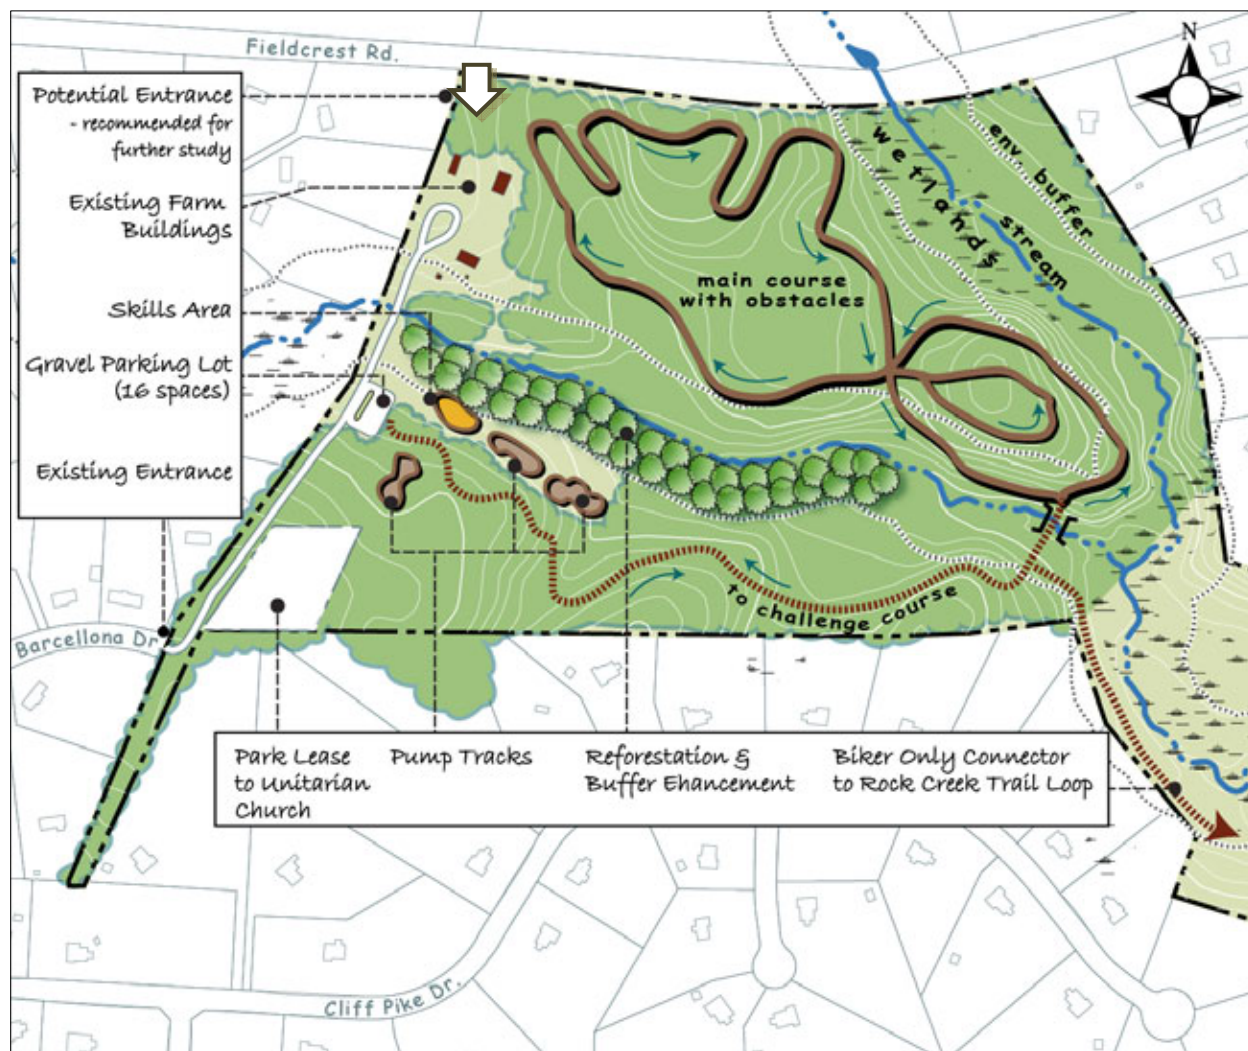 Fieldcrest Rd.
N
Potential Entrance
- recommended for
further study
Existing Farm
Buildings
Skills Area
Gravel Parking Lot
(16 spaces)
Existing Entrance
wetlands
env. buffer
stream
main course
with obstacles
to challenge course
Barcellona Dr
Park Lease
to Unitarian
Church
Pump Tracks
Reforestation &
Buffer Ehancement
Biker Only Connector
to Rock Creek Trail Loop
Cliff Pike Dr.